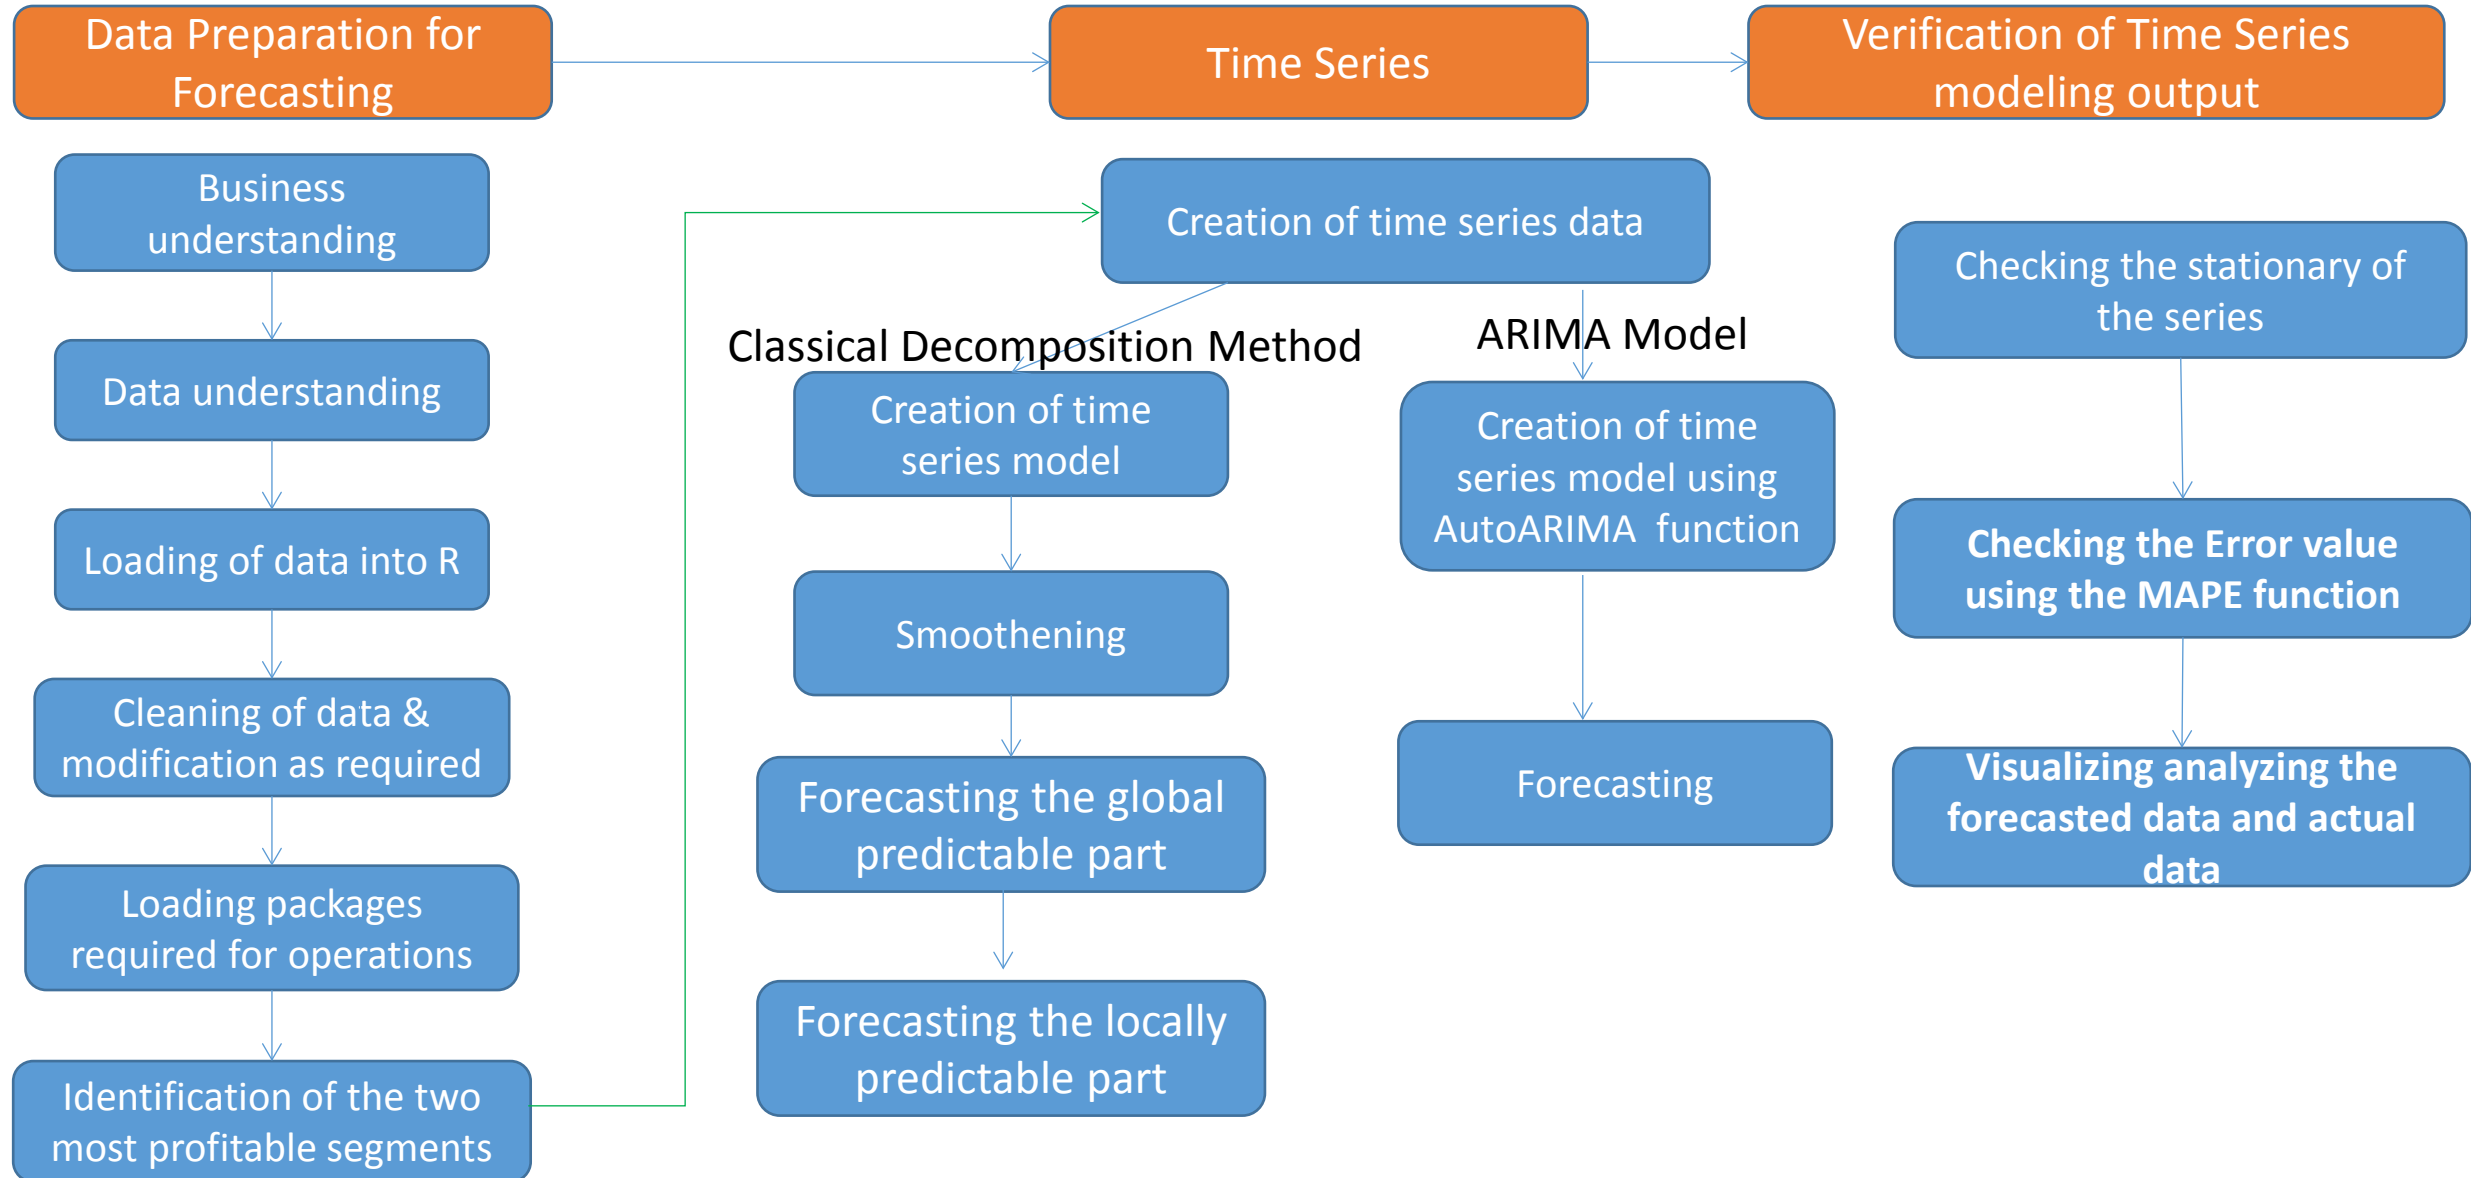 Data Preparation for
Forecasting
Time Series
Verification of Time Series
modeling output
Business
understanding
Data understanding
Loading of data into R
Cleaning of data &
modification as required
Loading packages
required for operations
Identification of the two
most profitable segments
Creation of time series data
Classical Decomposition Method
Creation of time
series model
Smoothening
Forecasting the global
predictable part
Forecasting the locally
predictable part
ARIMA Model
Creation of time
series model using
AutoARIMA  function
Forecasting
Checking the stationary of
the series
Checking the Error value
using the MAPE function
Visualizing analyzing the
forecasted data and actual
data